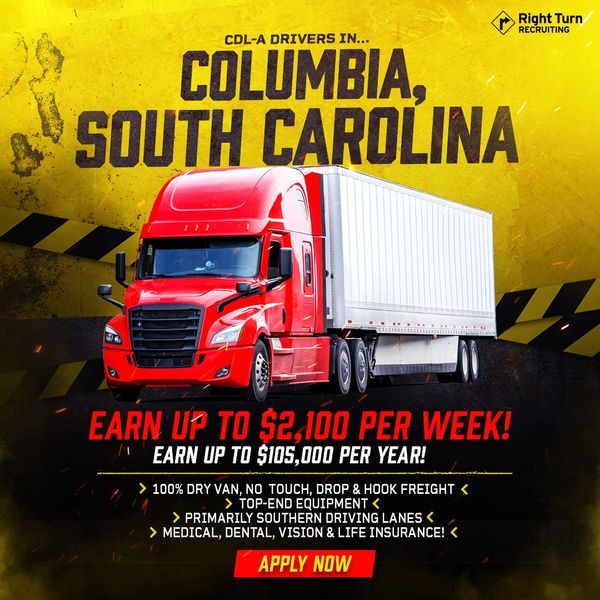 Right Turn
RECRUITING
CDL-A DRIVERS IN...
COLUMBIA,
SOUTH CAROLINA
EARN UP TO $2,100 PER WEEK!
EARN UP TO $105,000 PER YEAR!
100% DRY VAN, NO TOUCH, DROP & HOOK FREIGHT
TOP-END EQUIPMENT
PRIMARILY SOUTHERN DRIVING LANES
MEDICAL, DENTAL, VISION & LIFE INSURANCE!
APPLY NOW